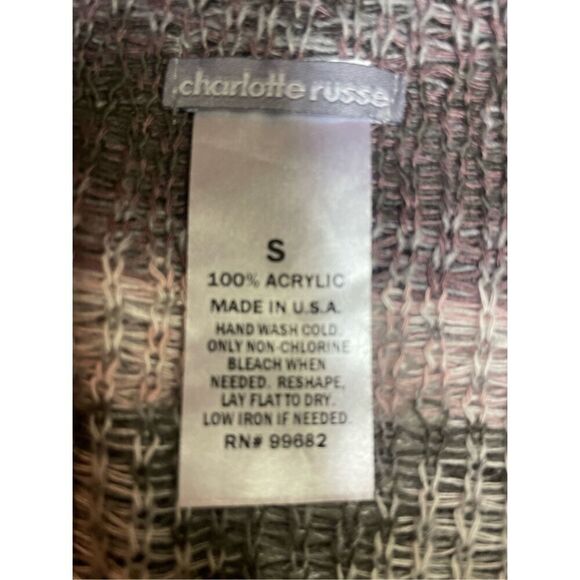 charlotte russe
S
100% ACRYLIC
MADE IN U.S.A.
HAND WASH COLD.
ONLY NON-CHLORINE
BLEACH WHEN
NEEDED. RESHAPE,
LAY FLAT TO DRY.
LOW IRON IF NEEDED.
RN# 99682